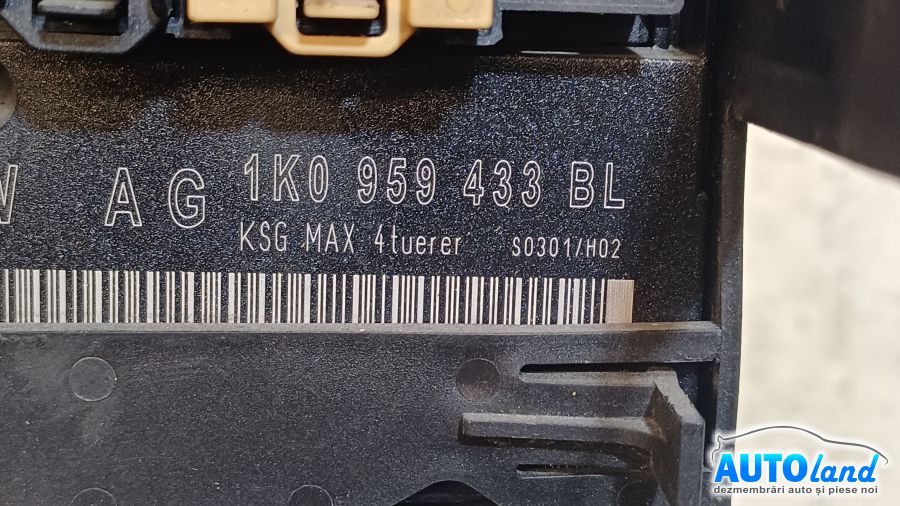 AG 1K0 959 433 BL
KSG MAX 4tuerer S0301/H02
AUTOland
dezmembrări auto și piese noi